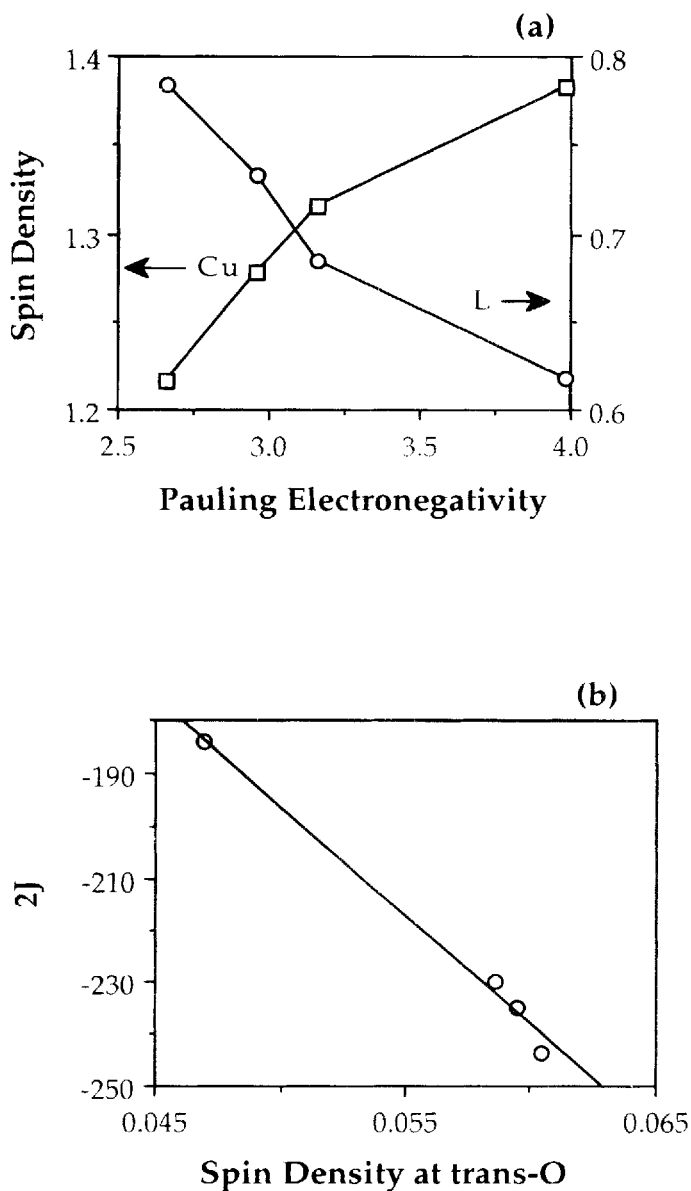 (a)
1.4
0.8
1.3
0.7
Cu
L
1.2
0.6
2.5
3.0
3.5
4.0
Spin Density
Pauling Electronegativity
(b)
-190
-210
-230
-250
2J
0.045
0.055
0.065
Spin Density at trans-O